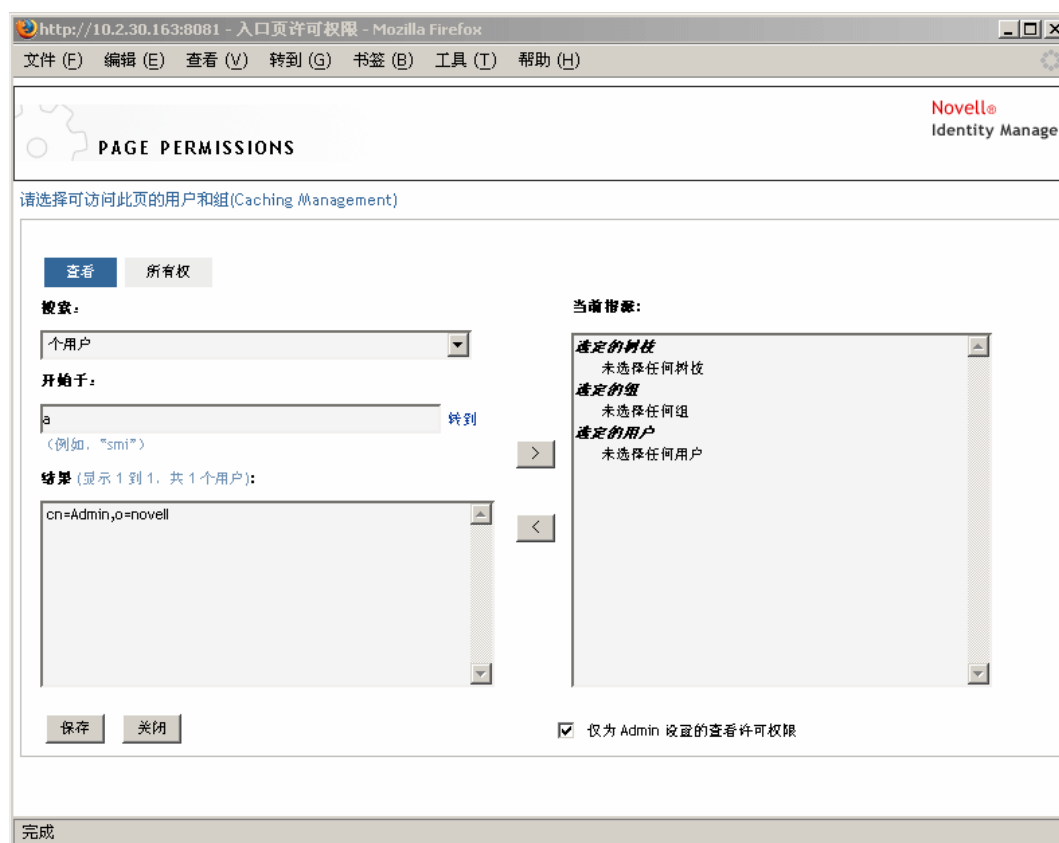 http://10.2.30.163:8081 - 入口页许可权限 - Mozilla Firefox
文件 (F) 编辑 (E) 查看 (V) 转到 (G) 书签 (B) 工具 (T) 帮助 (H)
Novell®
Identity Manage
PAGE PERMISSIONS
请选择可访问此页的用户和组(Caching Management)
查看 所有权
搜索：
个用户
开始于：
a 转到
（例如，“smi”）
结果 (显示 1 到 1，共 1 个用户):
cn=Admin,o=novell
>
<
当前指派:
选定的树枝
未选择任何树枝
选定的组
未选择任何组
选定的用户
未选择任何用户
保存 关闭
仅为 Admin 设置的查看许可权限
完成